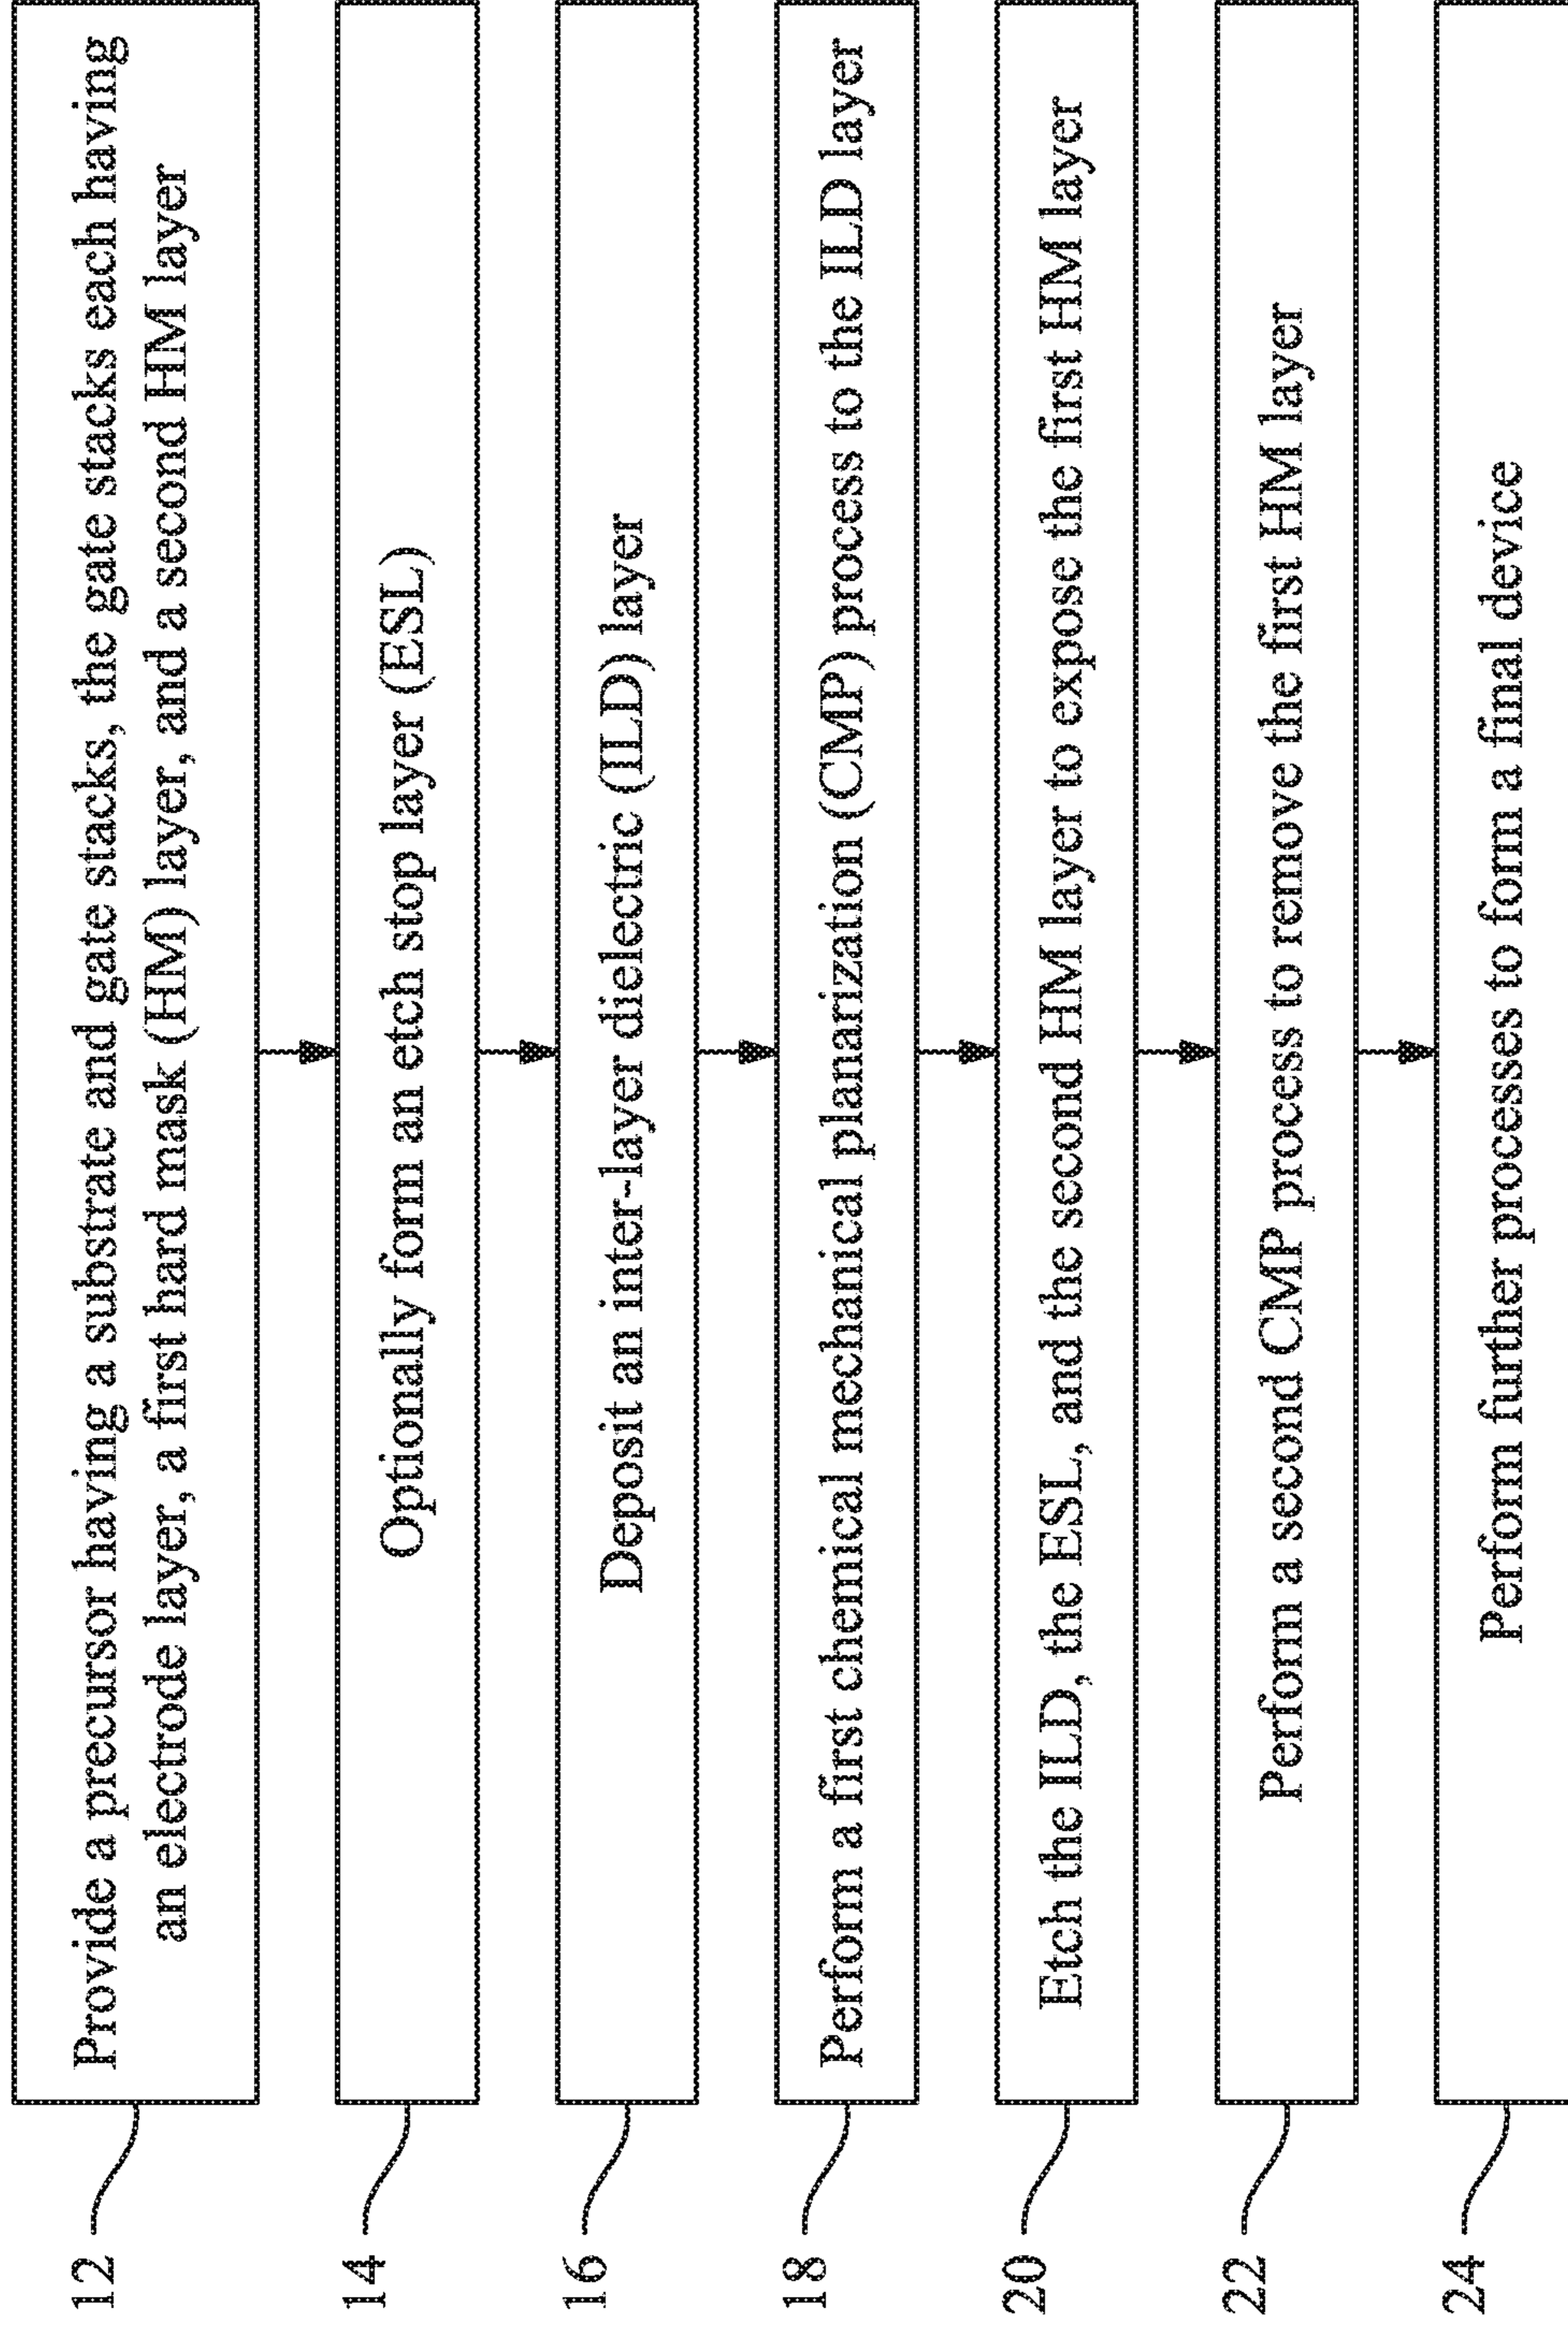 12
Provide a precursor having a substrate and gate stacks, the gate stacks each having
an electrode layer, a first hard mask (HM) layer, and a second HM layer
14
Optionally form an etch stop layer (ESL)
16
Deposit an inter-layer dielectric (ILD) layer
18
Perform a first chemical mechanical planarization (CMP) process to the ILD layer
20
Etch the ILD, the ESL, and the second HM layer to expose the first HM layer
22
Perform a second CMP process to remove the first HM layer
24
Perform further processes to form a final device